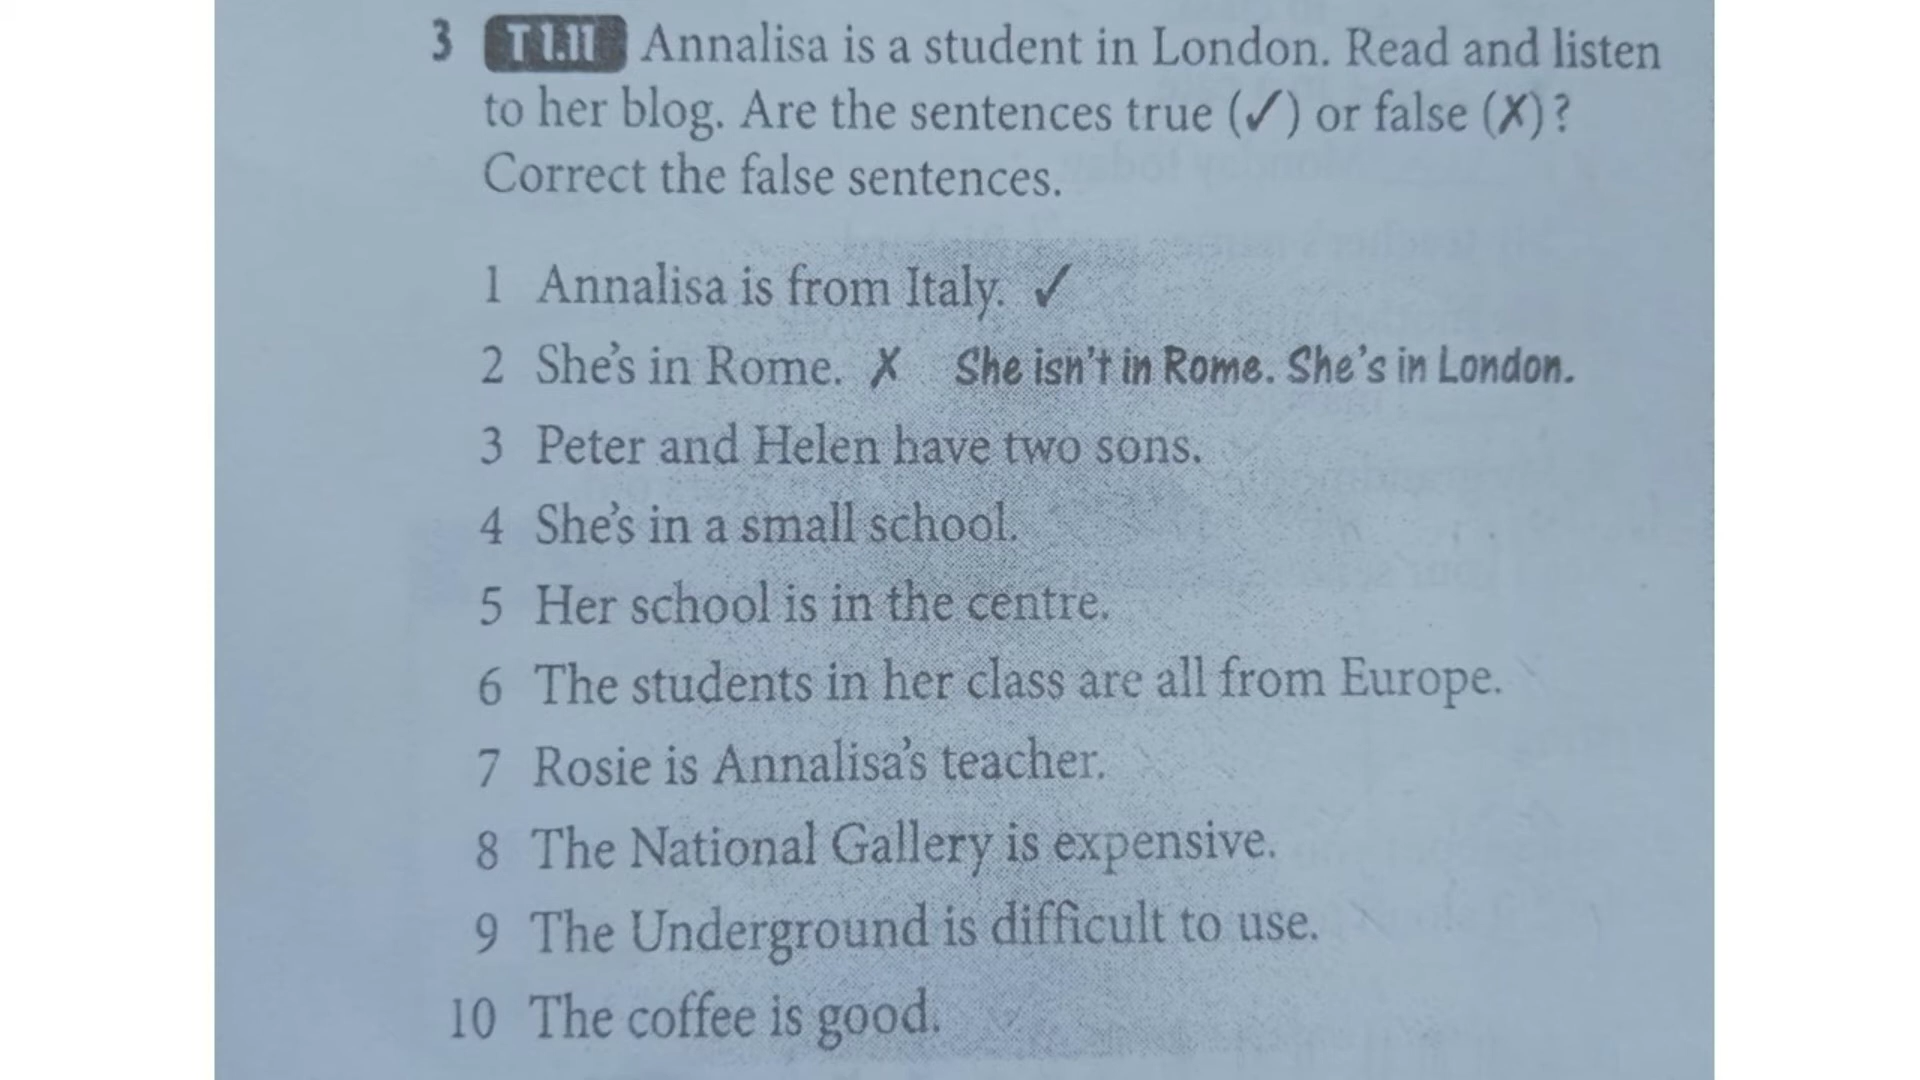 3 T 1.11 Annalisa is a student in London. Read and listen
to her blog. Are the sentences true (✓) or false (✗)?
Correct the false sentences.
1 Annalisa is from Italy. ✓
2 She's in Rome. ✗ She isn't in Rome. She's in London.
3 Peter and Helen have two sons.
4 She's in a small school.
5 Her school is in the centre.
6 The students in her class are all from Europe.
7 Rosie is Annalisa's teacher.
8 The National Gallery is expensive.
9 The Underground is difficult to use.
10 The coffee is good.